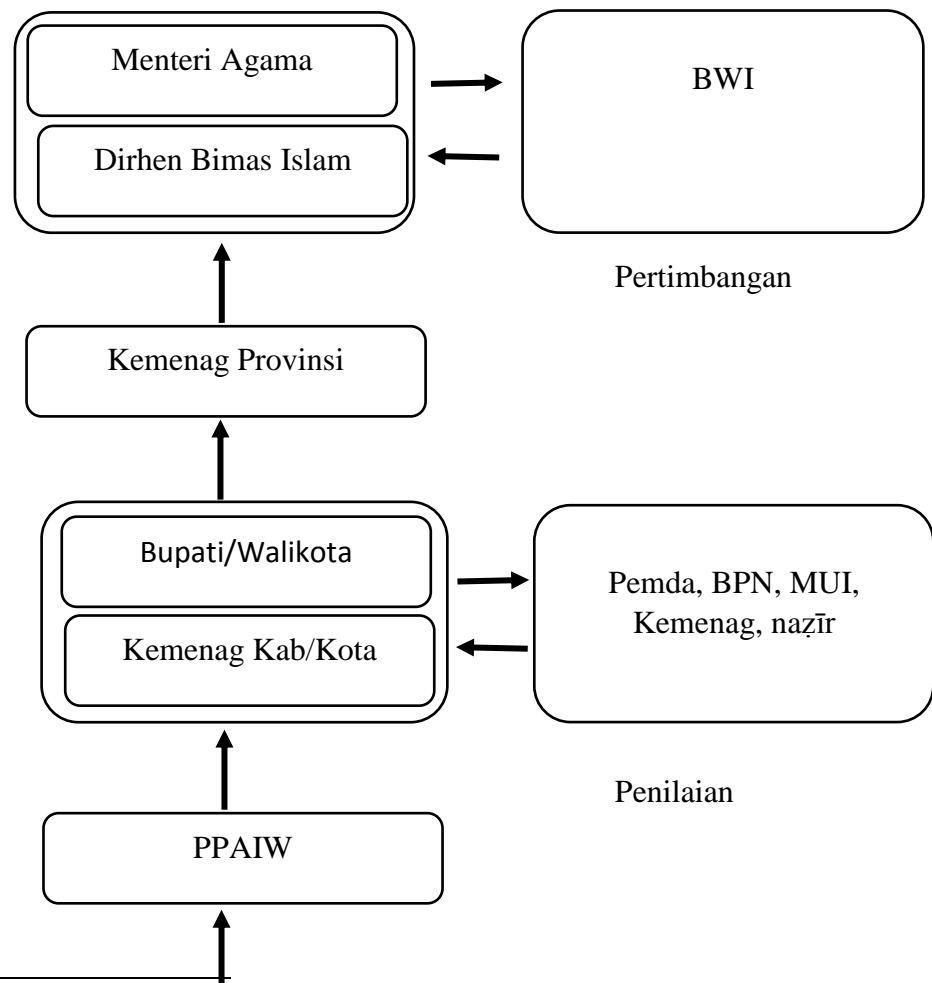 Menteri Agama
BWI
Dirhen Bimas Islam
Pertimbangan
Kemenag Provinsi
Bupati/Walikota
Pemda, BPN, MUI,
Kemenag, naẓīr
Kemenag Kab/Kota
Penilaian
PPAIW